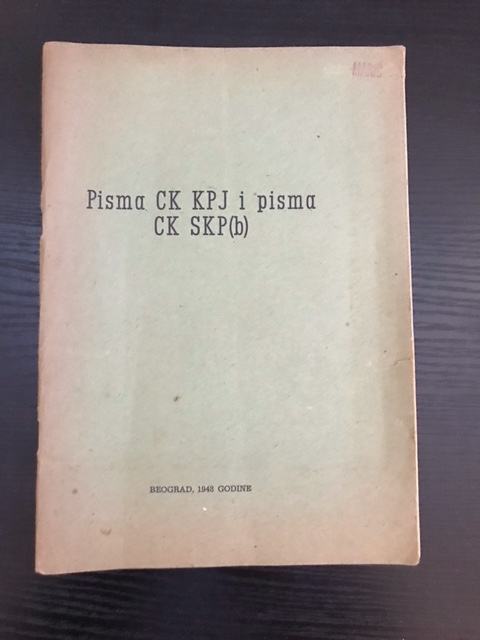 Pisma CK KPJ i pisma
CK SKP(b)
BEOGRAD, 1948 GODINE